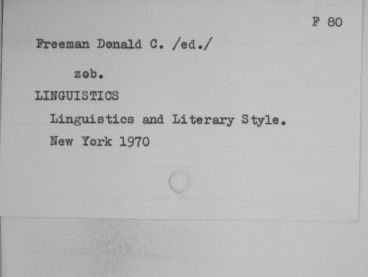 F 80
Freeman Donald C. /ed./
zob.
LINGUISTICS
Linguistics and Literary Style.
New York 1970